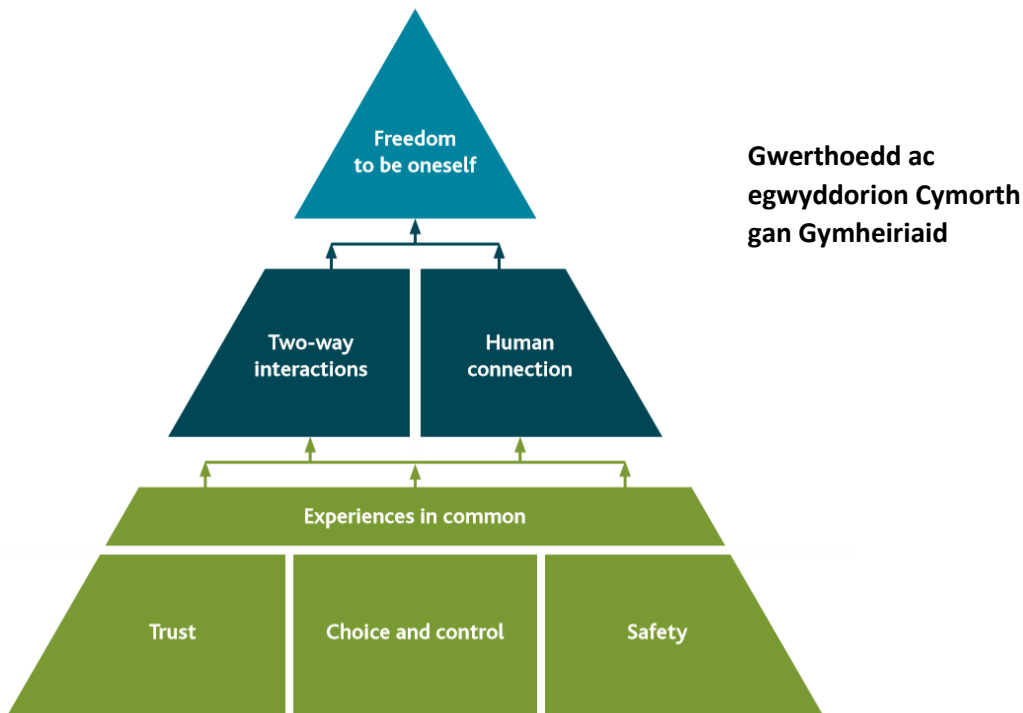 Freedom
to be oneself
Gwerthoedd ac
egwyddorion Cymorth
gan Gymheiriaid
Two-way
interactions
Human
connection
Experiences in common
Trust
Choice and control
Safety